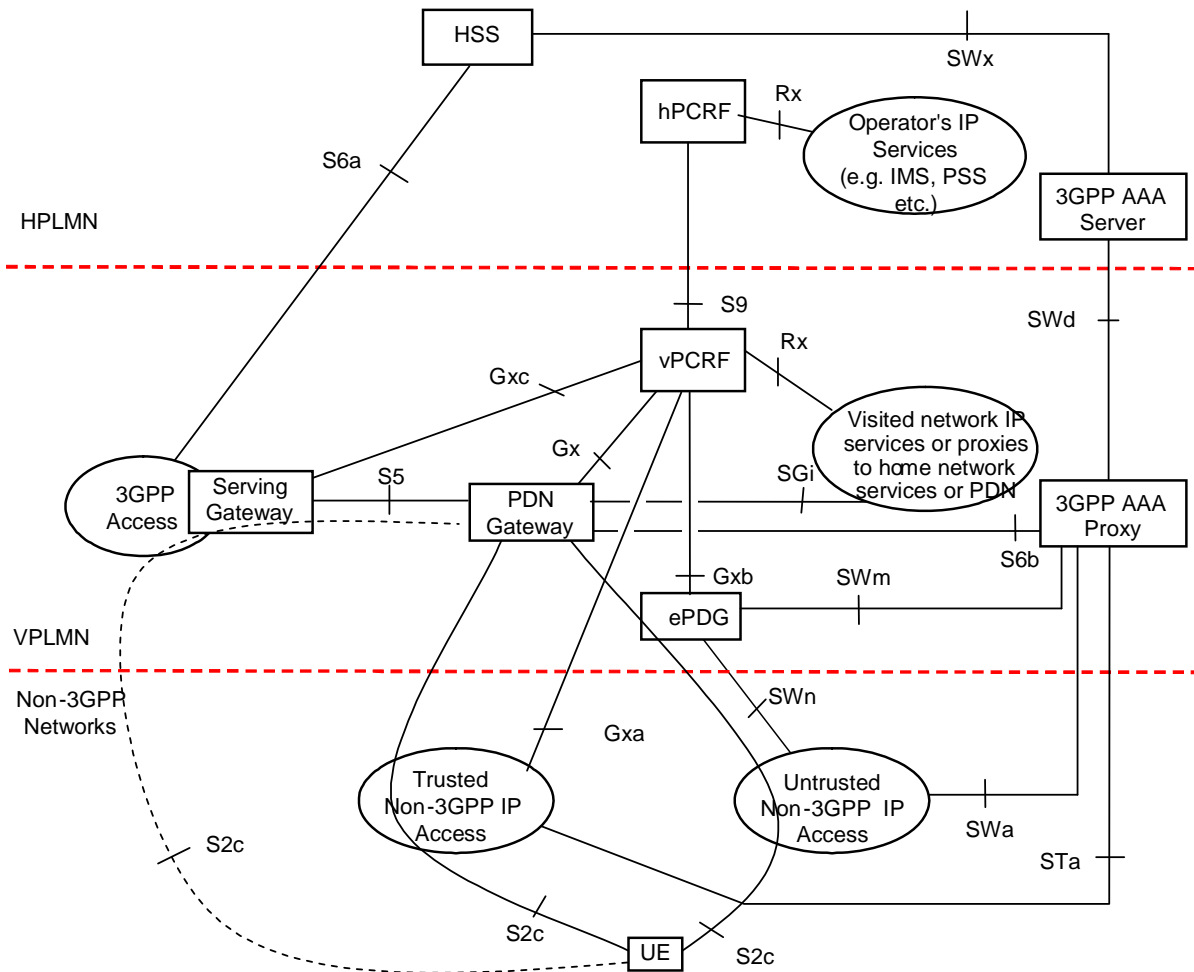 HSS
SWx
Rx
hPCRF
Operator's IP
Services
(e.g. IMS, PSS
etc.)
S6a
3GPP AAA
Server
HPLMN
S9
SWd
Rx
vPCRF
Gxc
Visited network IP
services or proxies
to home network
services or PDN
Gx
SGi
S5
3GPP
Access
Serving
Gateway
PDN
Gateway
3GPP AAA
Proxy
S6b
Gxb
SWm
ePDG
VPLMN
Non-3GPP
Networks
SWn
Gxa
Trusted
Non-3GPP IP
Access
Untrusted
Non-3GPP IP
Access
SWa
S2c
STa
S2c
S2c
UE